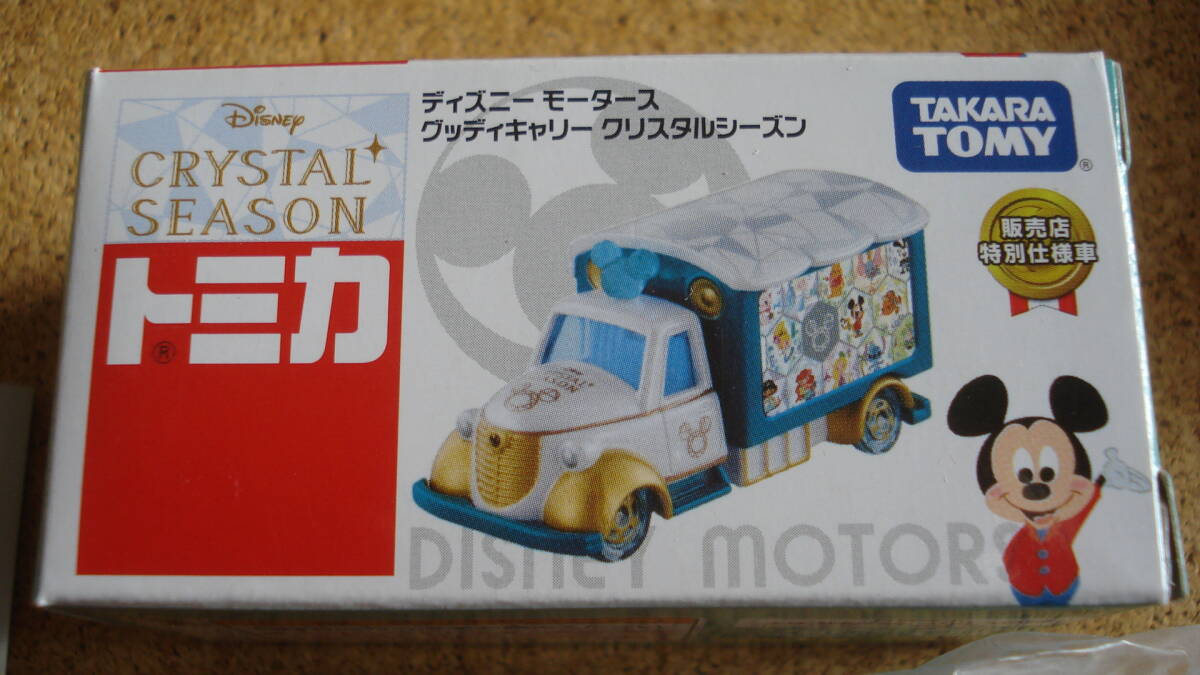 Disney
CRYSTAL
SEASON
トミカ
®
ディズニー モータース
グッディキャリー クリスタルシーズン
TAKARA
TOMY
®
販売店
特別仕様車
CRYSTAL
SEASON
DISNEY MOTORS